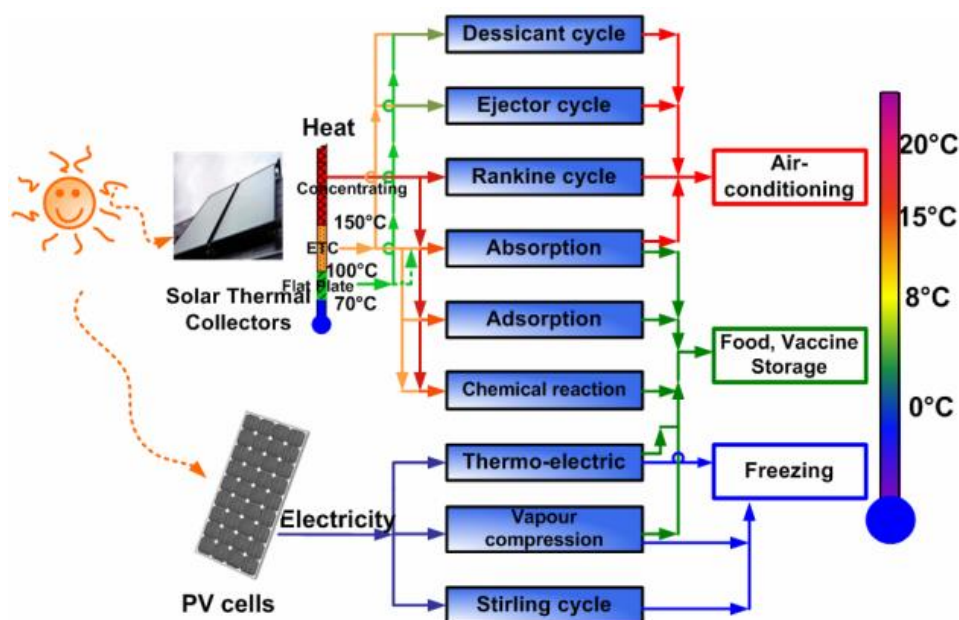 Dessicant cycle
Ejector cycle
Heat
Rankine cycle
Concentrating
150°C
ETC
100°C
Flat Plate
70°C
Solar Thermal
Collectors
Absorption
Adsorption
Chemical reaction
Thermo-electric
Electricity
Vapour
compression
PV cells
Stirling cycle
Air-
conditioning
Food, Vaccine
Storage
Freezing
20°C
15°C
8°C
0°C